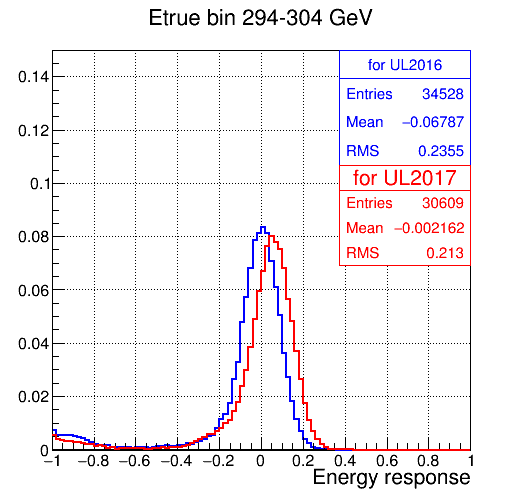 Etrue bin 294-304 GeV
for UL2016
Entries 34528
Mean −0.06787
RMS 0.2355
for UL2017
Entries 30609
Mean −0.002162
RMS 0.213
0.14
0.12
0.1
0.08
0.06
0.04
0.02
0
−1 −0.8 −0.6 −0.4 −0.2 0 0.2 0.4 0.6 0.8 1
Energy response